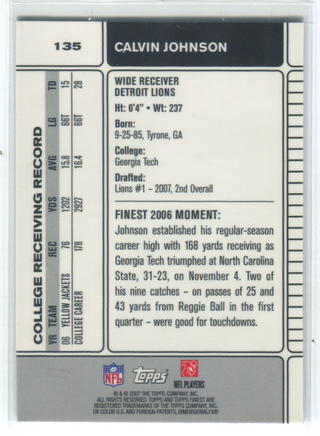 135
CALVIN JOHNSON
WIDE RECEIVER
DETROIT LIONS
Ht: 6'4" • Wt: 237
Born:
9-25-85, Tyrone, GA
College:
Georgia Tech
Drafted:
Lions #1 - 2007, 2nd Overall
FINEST 2006 MOMENT:
Johnson established his regular-season
career high with 168 yards receiving as
Georgia Tech triumphed at North Carolina
State, 31-23, on November 4. Two of
his nine catches – on passes of 25 and
43 yards from Reggie Ball in the first
quarter – were good for touchdowns.
COLLEGE RECEIVING RECORD
YR TEAM REC YDS AVG LG TD
06 YELLOW JACKETS 76 1202 15.8 66T 15
COLLEGE CAREER 178 2927 16.4 66T 28
NFL
Topps
NFL PLAYERS
® & © 2007 THE TOPPS COMPANY, INC.
ALL RIGHTS RESERVED. TOPPS AND TOPPS FINEST ARE
REGISTERED TRADEMARKS OF THE TOPPS COMPANY, INC.
UV COLOR U.S. AND FOREIGN PATENTS, DIMENSIONALFX®